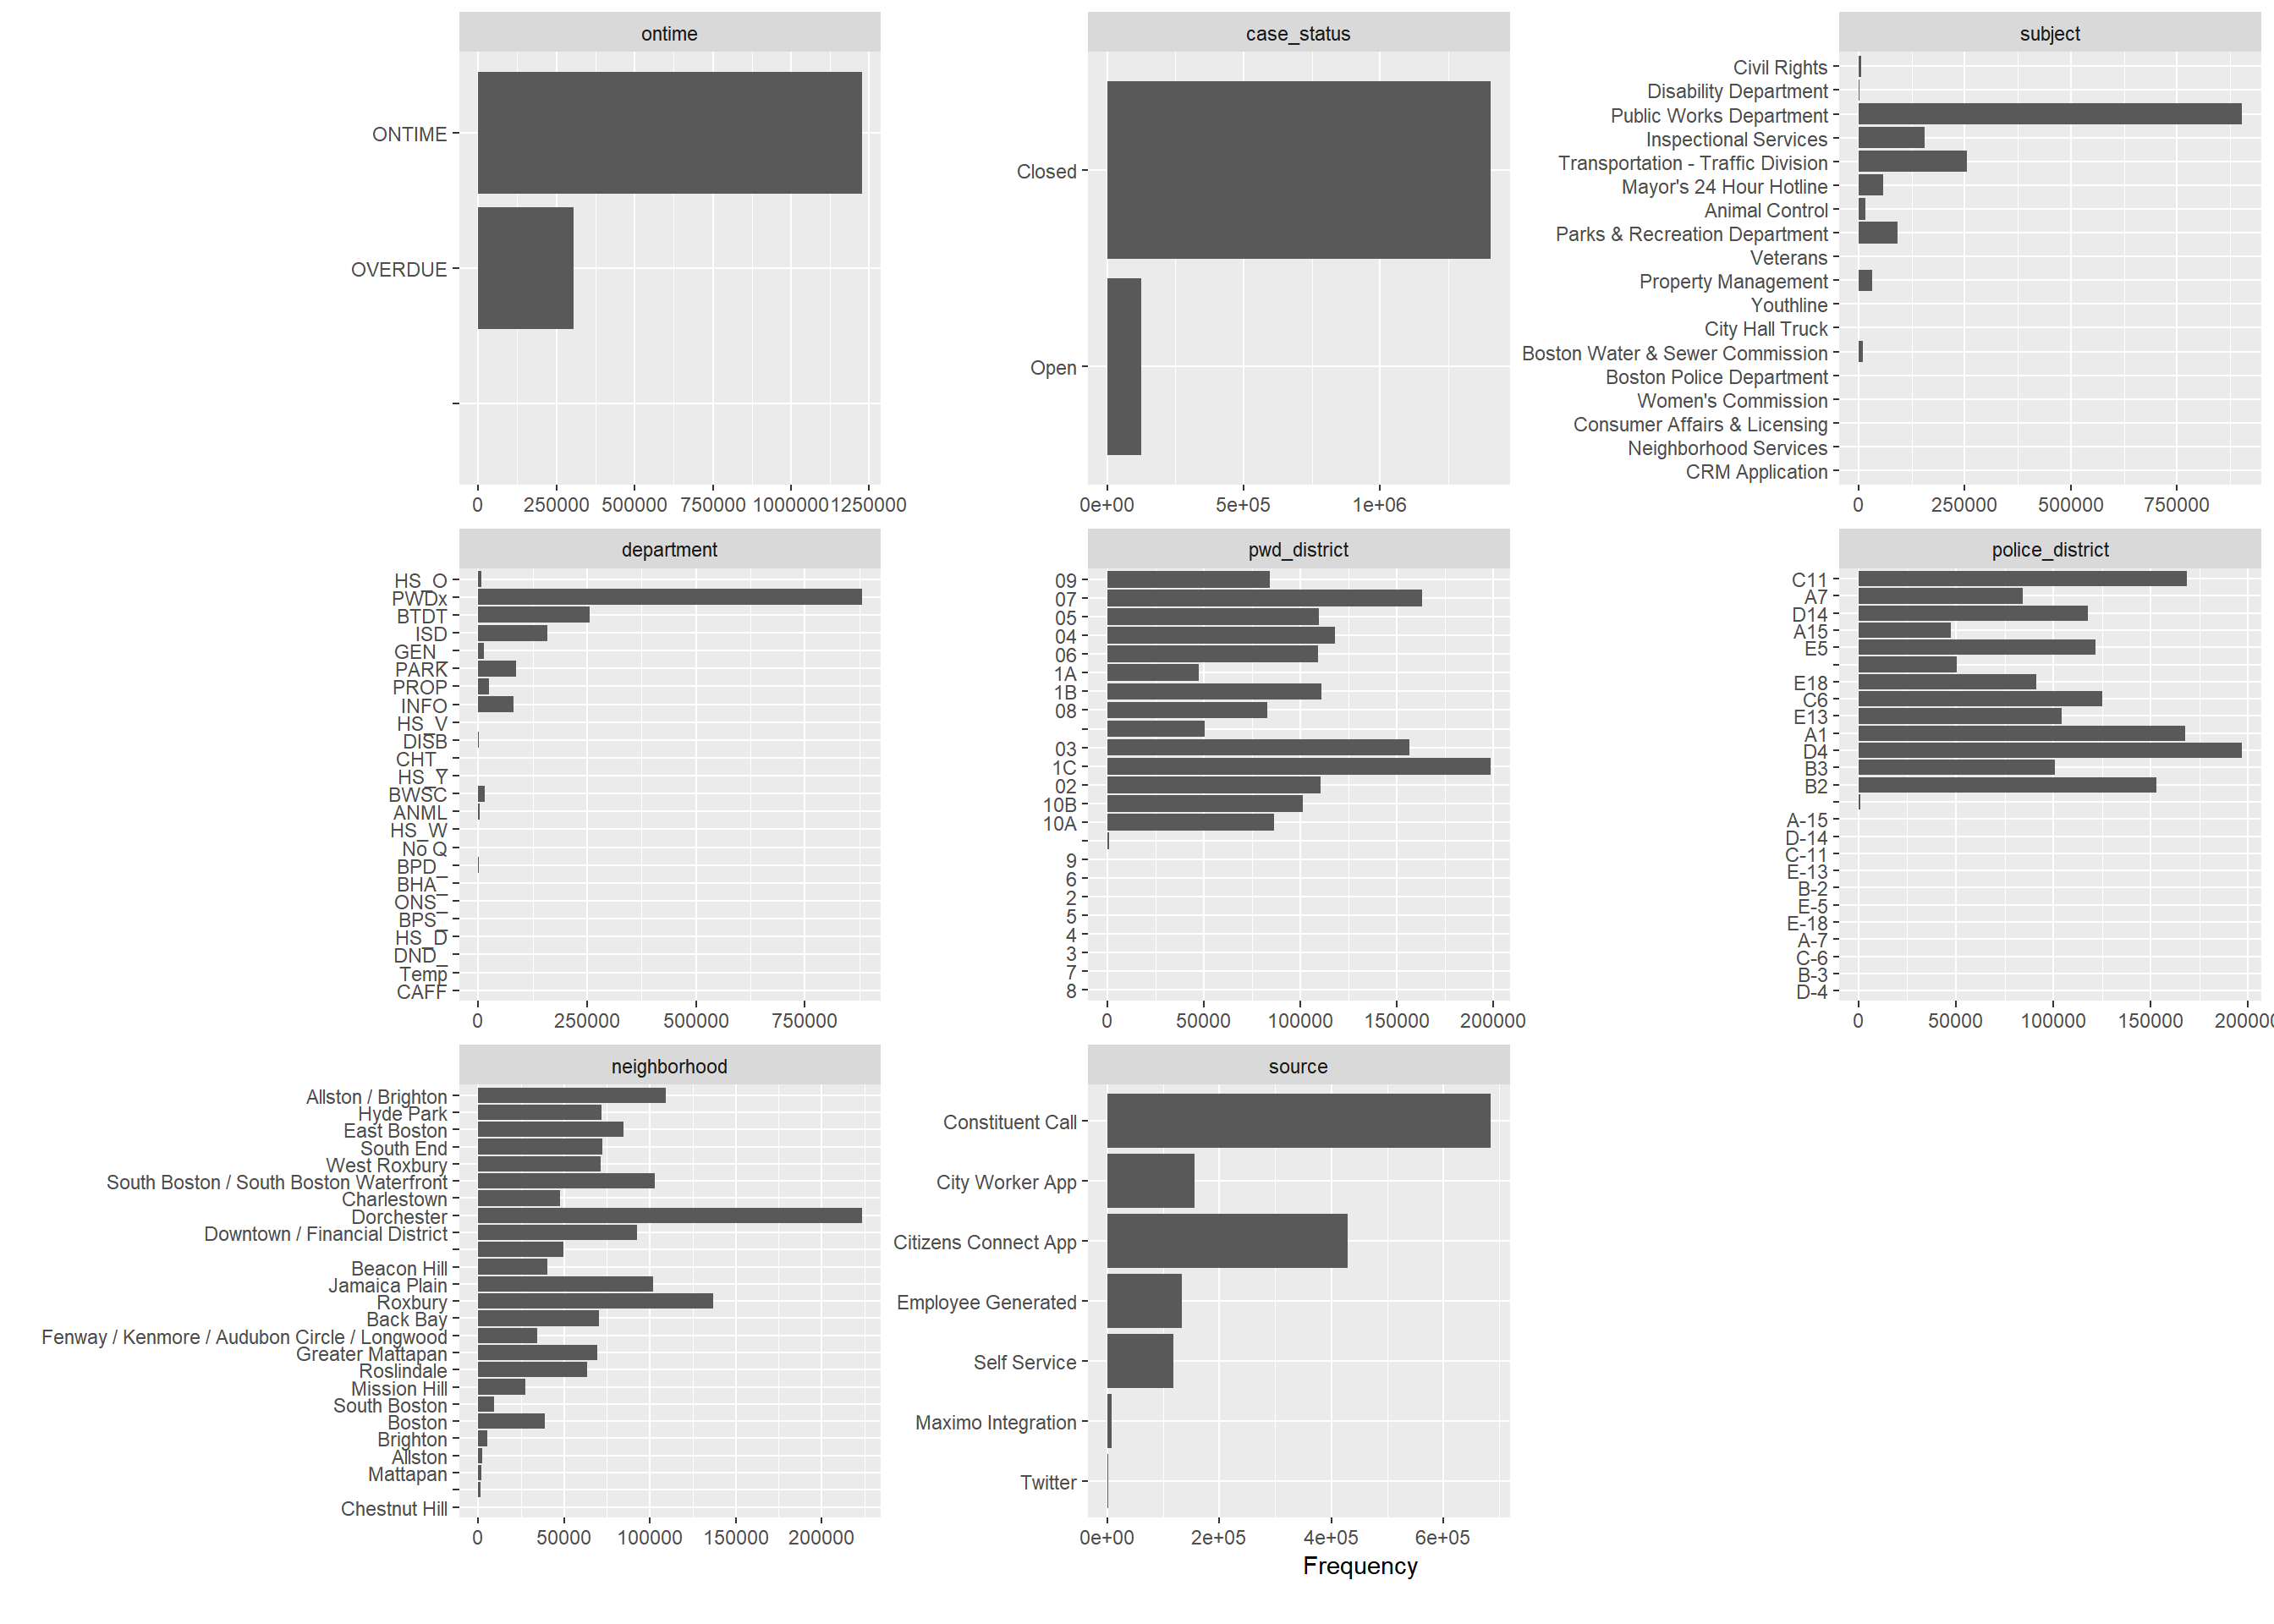 ontime
ONTIME
OVERDUE
0 250000 500000 750000 1000000 1250000
case_status
Closed
Open
0e+00 5e+05 1e+06
subject
Civil Rights
Disability Department
Public Works Department
Inspectional Services
Transportation - Traffic Division
Mayor's 24 Hour Hotline
Animal Control
Parks & Recreation Department
Veterans
Property Management
Youthline
City Hall Truck
Boston Water & Sewer Commission
Boston Police Department
Women's Commission
Consumer Affairs & Licensing
Neighborhood Services
CRM Application
0 250000 500000 750000
department
HS_O
PWDx
BTDT
ISD
GEN_
PARK
PROP
INFO
HS_V
DISB
CHT_
HS_Y
BWSC
ANML
HS_W
No Q
BPD_
BHA_
ONS_
BPS_
HS_D
DND_
Temp
CAFF
0 250000 500000 750000
pwd_district
09
07
05
04
06
1A
1B
08
03
1C
02
10B
10A
9
6
2
5
4
3
7
8
0 50000 100000 150000 200000
police_district
C11
A7
D14
A15
E5
E18
C6
E13
A1
D4
B3
B2
A-15
D-14
C-11
E-13
B-2
E-5
E-18
A-7
C-6
B-3
D-4
0 50000 100000 150000 200000
neighborhood
Allston / Brighton
Hyde Park
East Boston
South End
West Roxbury
South Boston / South Boston Waterfront
Charlestown
Dorchester
Downtown / Financial District
Beacon Hill
Jamaica Plain
Roxbury
Back Bay
Fenway / Kenmore / Audubon Circle / Longwood
Greater Mattapan
Roslindale
Mission Hill
South Boston
Boston
Brighton
Allston
Mattapan
Chestnut Hill
0 50000 100000 150000 200000
source
Constituent Call
City Worker App
Citizens Connect App
Employee Generated
Self Service
Maximo Integration
Twitter
0e+00 2e+05 4e+05 6e+05
Frequency